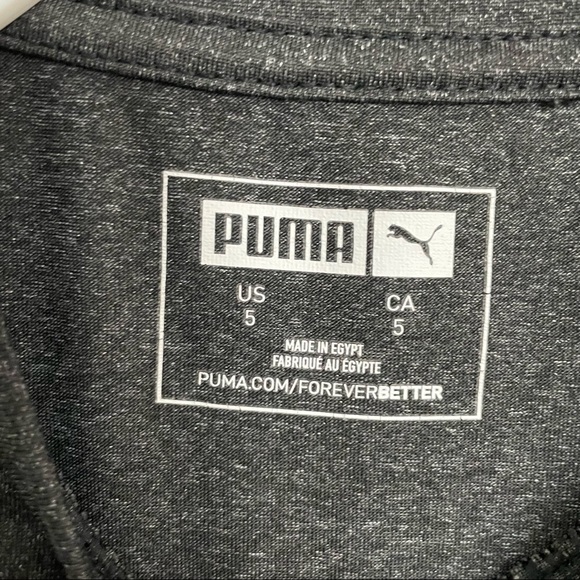 PUMA
US CA
5 5
MADE IN EGYPT
FABRIQUÉ AU ÉGYPTE
PUMA.COM/FOREVERBETTER